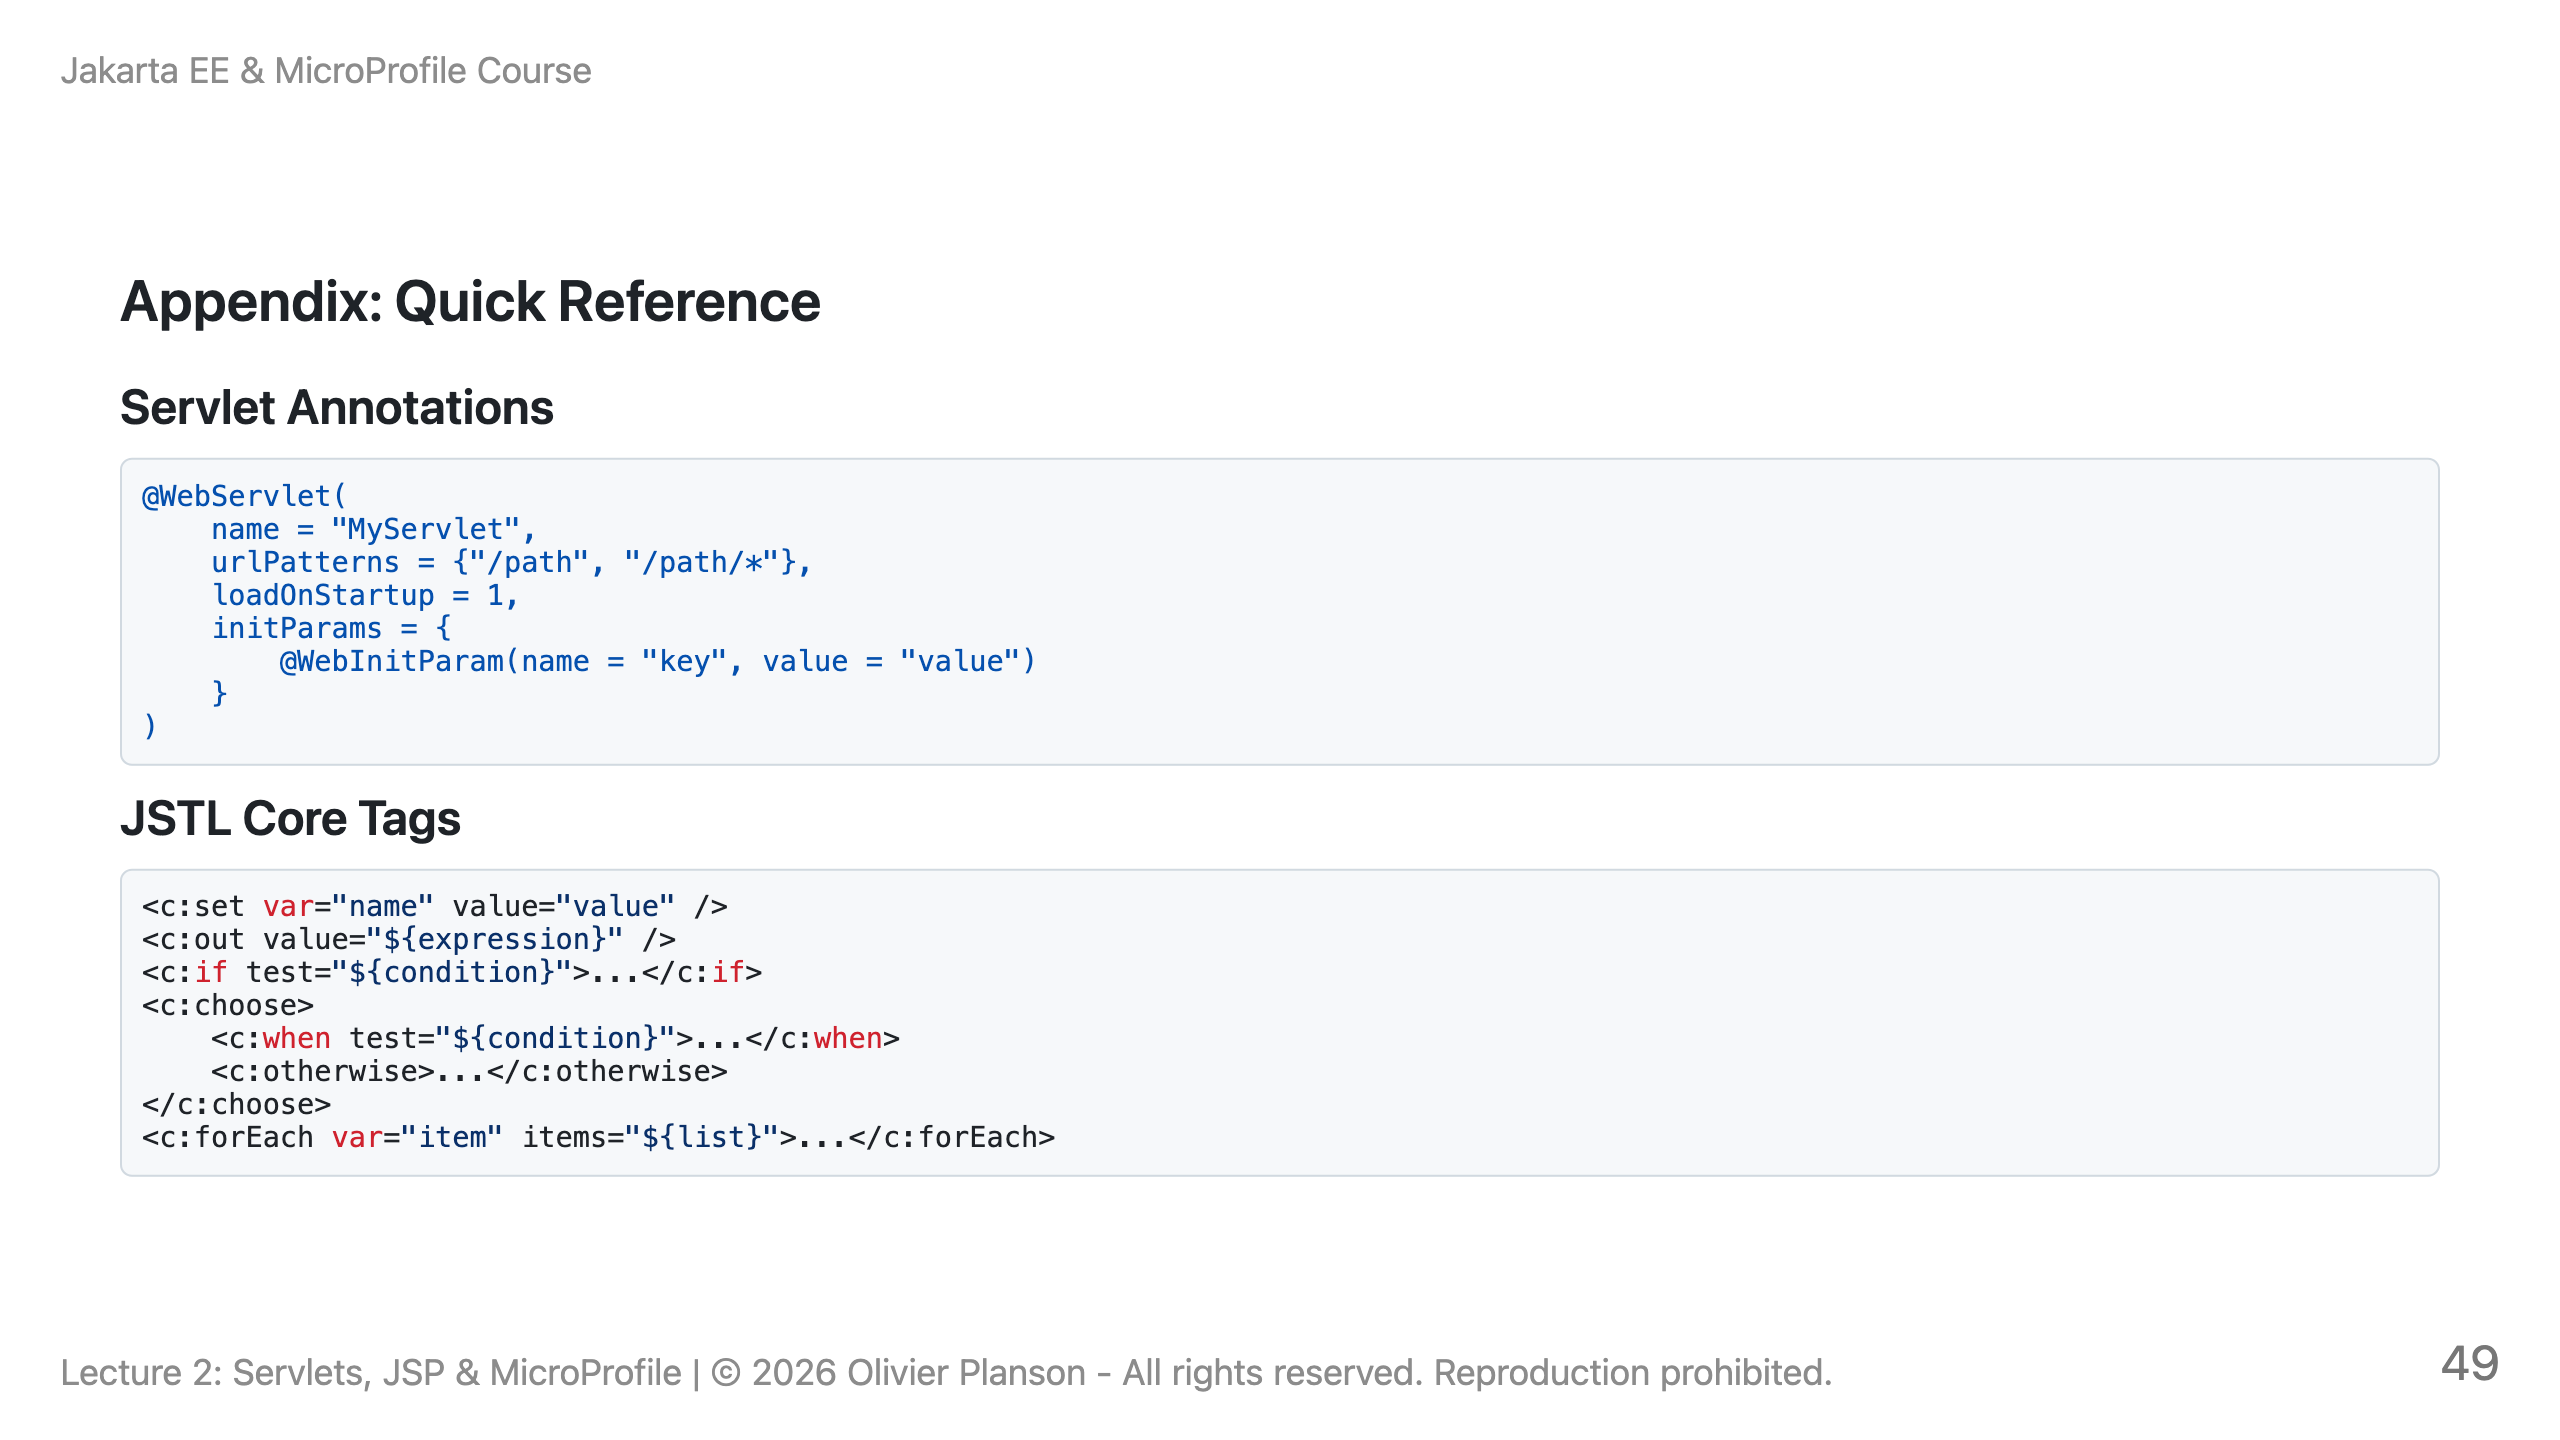 Jakarta EE & MicroProfile Course
Appendix: Quick Reference
Servlet Annotations
@WebServlet(
    name = "MyServlet",
    urlPatterns = {"/path", "/path/*"},
    loadOnStartup = 1,
    initParams = {
        @WebInitParam(name = "key", value = "value")
    }
)
JSTL Core Tags
<c:set var="name" value="value" />
<c:out value="${expression}" />
<c:if test="${condition}">...</c:if>
<c:choose>
    <c:when test="${condition}">...</c:when>
    <c:otherwise>...</c:otherwise>
</c:choose>
<c:forEach var="item" items="${list}">...</c:forEach>
Lecture 2: Servlets, JSP & MicroProfile | © 2026 Olivier Planson - All rights reserved. Reproduction prohibited.
49